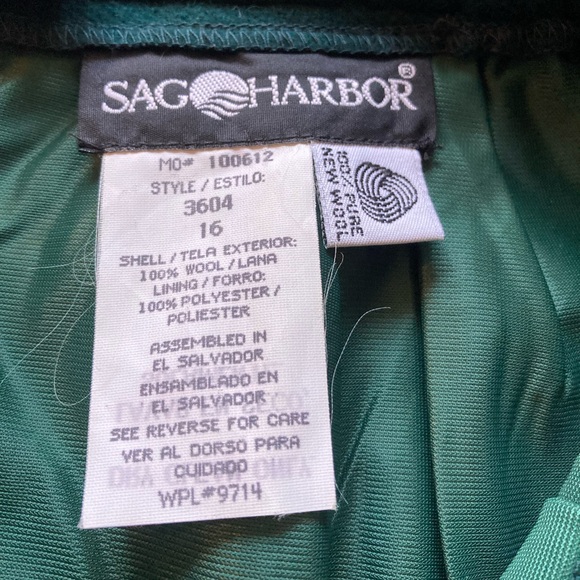 SAG HARBOR®
MO# 100612
STYLE / ESTILO:
3604
16
SHELL / TELA EXTERIOR:
100% WOOL / LANA
LINING / FORRO:
100% POLYESTER /
POLIESTER
ASSEMBLED IN
EL SALVADOR
ENSAMBLADO EN
EL SALVADOR
SEE REVERSE FOR CARE
VER AL DORSO PARA
CUIDADO
WPL#9714
100% PURE
NEW WOOL